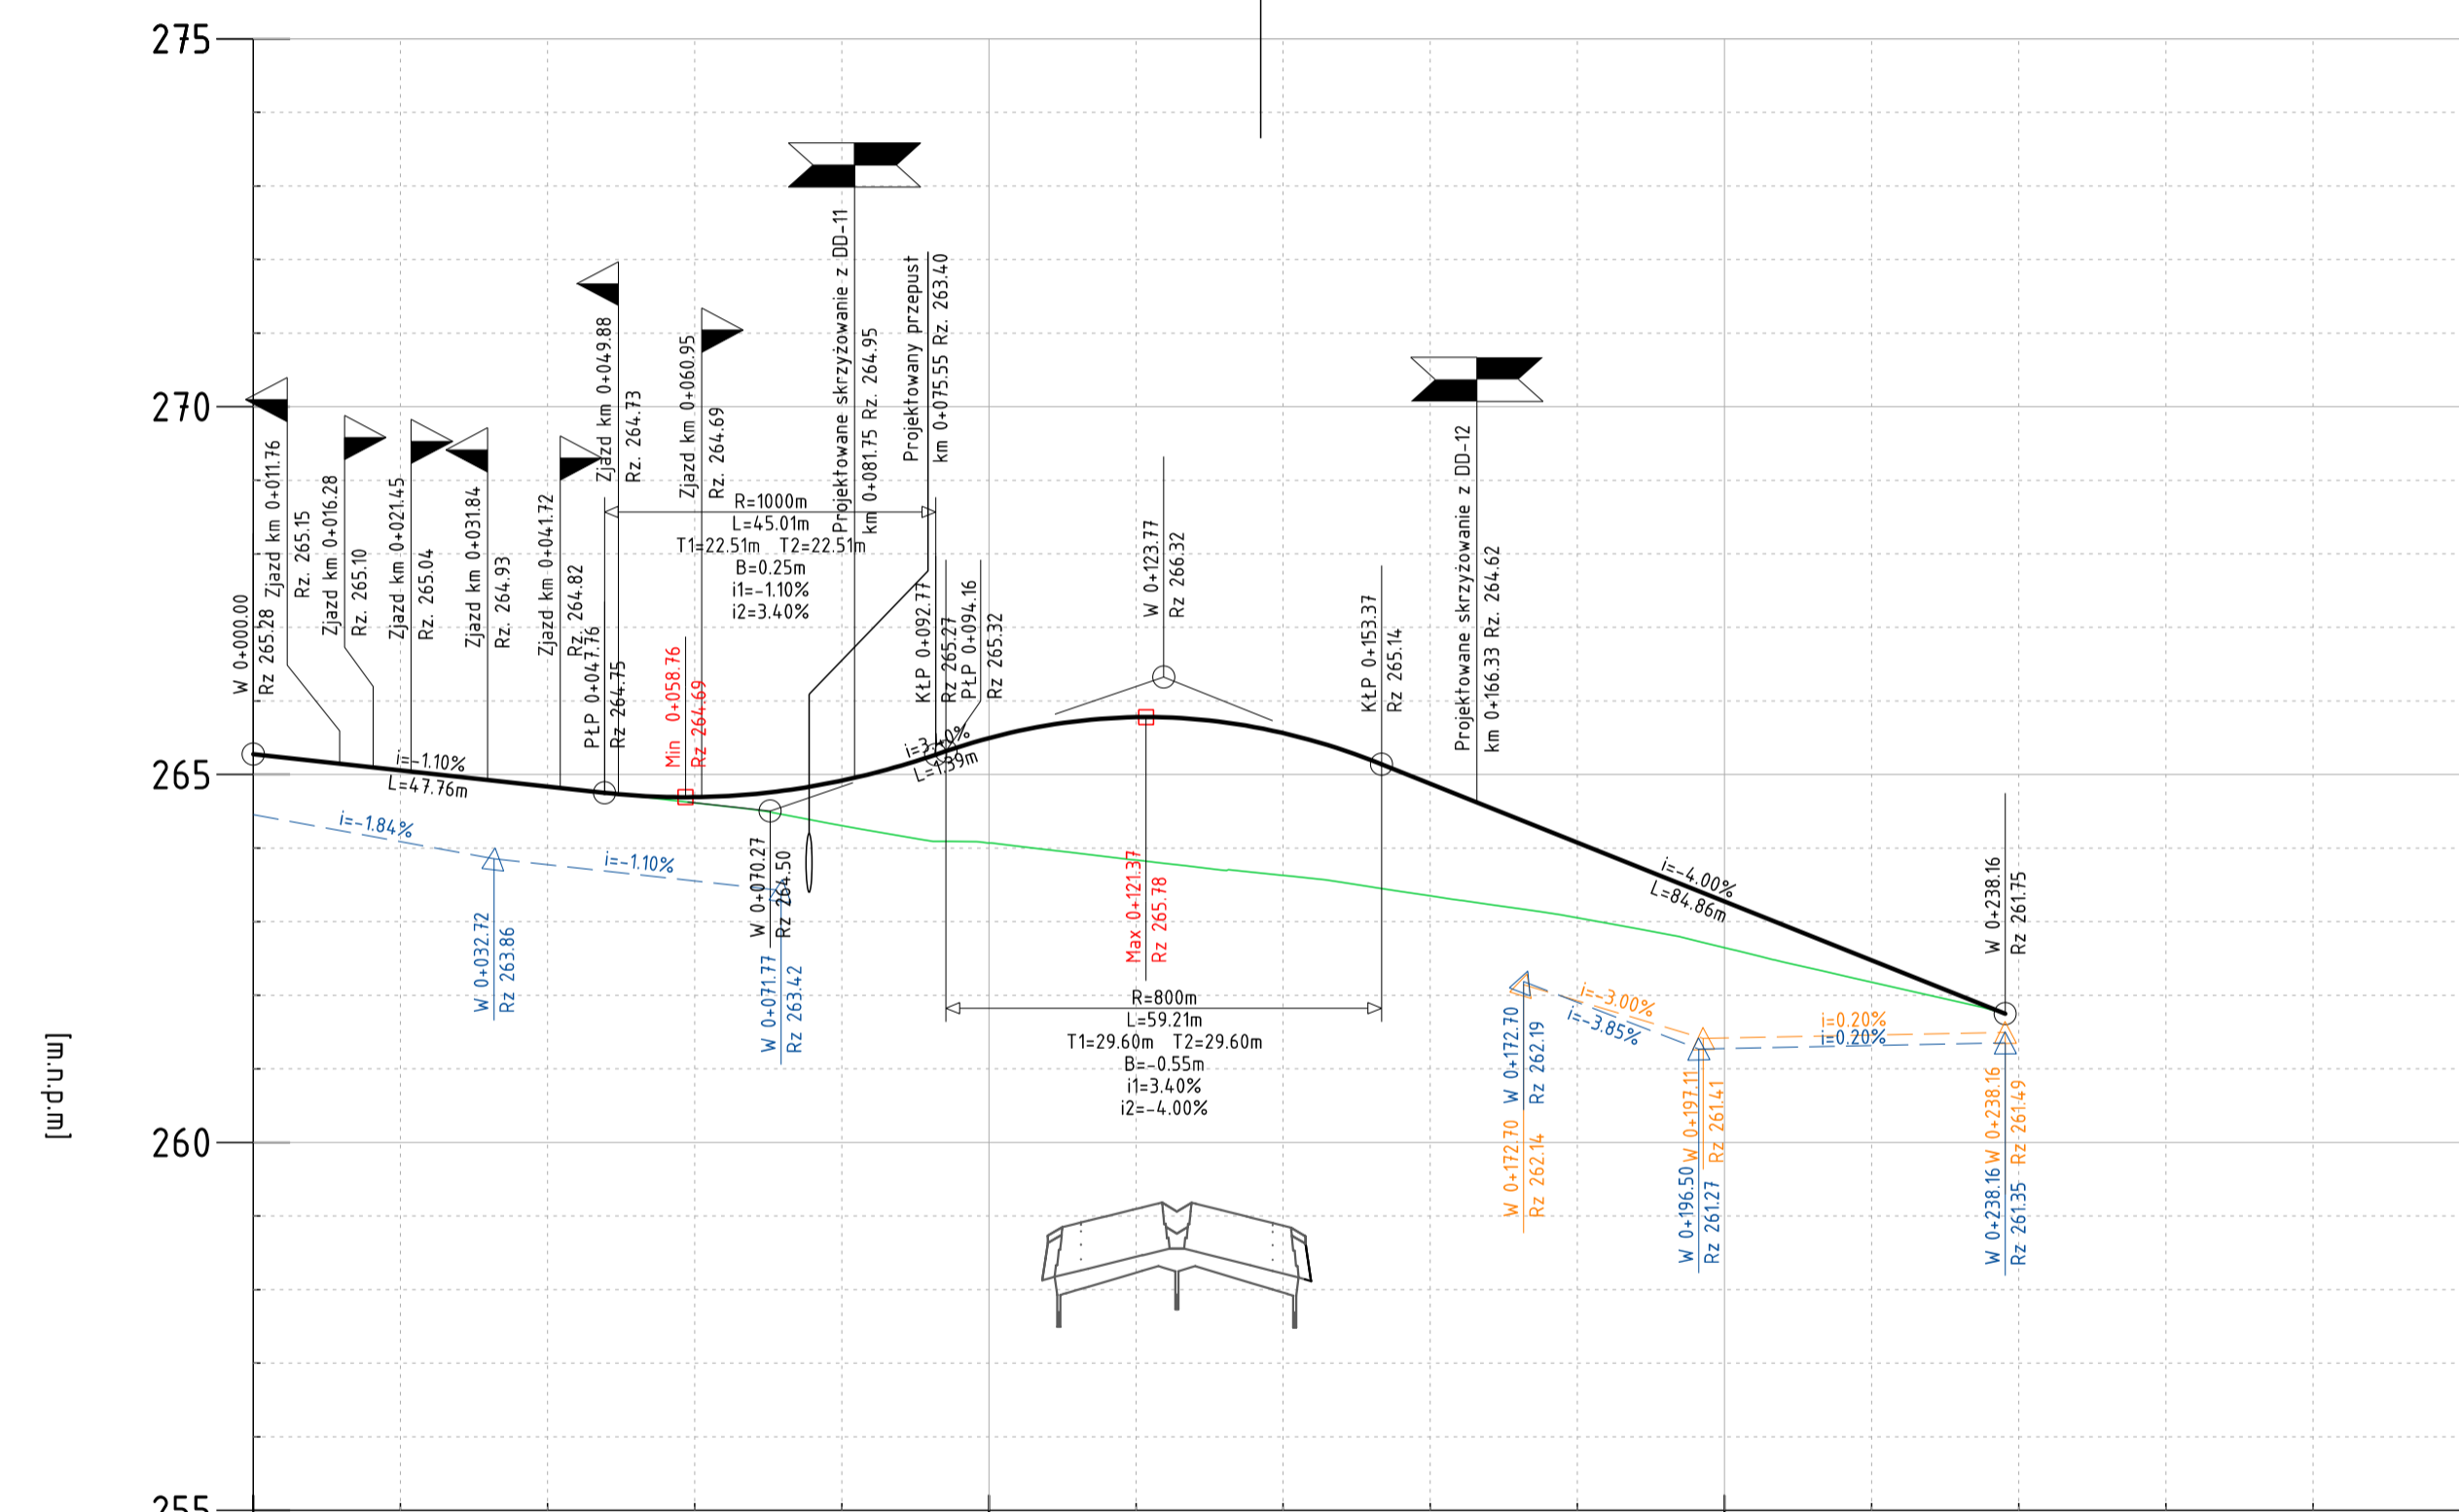 275
270
265
260
255
[m.n.p.m]
W 0+000.00
Rz 265.28
Zjazd km 0+011.76
Rz. 265.15
Zjazd km 0+016.28
Rz. 265.10
Zjazd km 0+021.45
Rz. 265.04
Zjazd km 0+031.84
Rz. 264.93
Zjazd km 0+041.72
Rz. 264.82
PŁP 0+047.76
Rz 264.75
Zjazd km 0+049.88
Rz. 264.73
Min 0+058.76
Rz 264.69
Zjazd km 0+060.95
Rz. 264.69
R=1000m
L=45.01m
T1=22.51m T2=22.51m
B=0.25m
i1=-1.10%
i2=3.40%
Projektowane skrzyżowanie z DD-11
km 0+081.75 Rz. 264.95
Projektowany przepust
km 0+075.55 Rz. 263.40
KŁP 0+092.77
Rz 265.27
PŁP 0+094.16
Rz 265.32
i=3.40%
L=1.39m
W 0+123.77
Rz 266.32
KŁP 0+153.37
Rz 265.14
Projektowane skrzyżowanie z DD-12
km 0+166.33 Rz. 264.62
i=-1.10%
L=47.76m
i=-1.84%
i=-1.10%
W 0+032.72
Rz 263.86
W 0+070.27
Rz 264.50
W 0+071.77
Rz 263.42
Max 0+121.37
Rz 265.78
R=800m
L=59.21m
T1=29.60m T2=29.60m
B=-0.55m
i1=3.40%
i2=-4.00%
i=-4.00%
L=84.86m
W 0+238.16
Rz 261.75
W 0+172.70
Rz 262.19
W 0+172.70
Rz 262.14
i=-3.00%
i=-3.85%
W 0+197.11
Rz 261.41
W 0+196.50
Rz 261.27
i=0.20%
i=0.20%
W 0+238.16
Rz 261.49
W 0+238.16
Rz 261.35